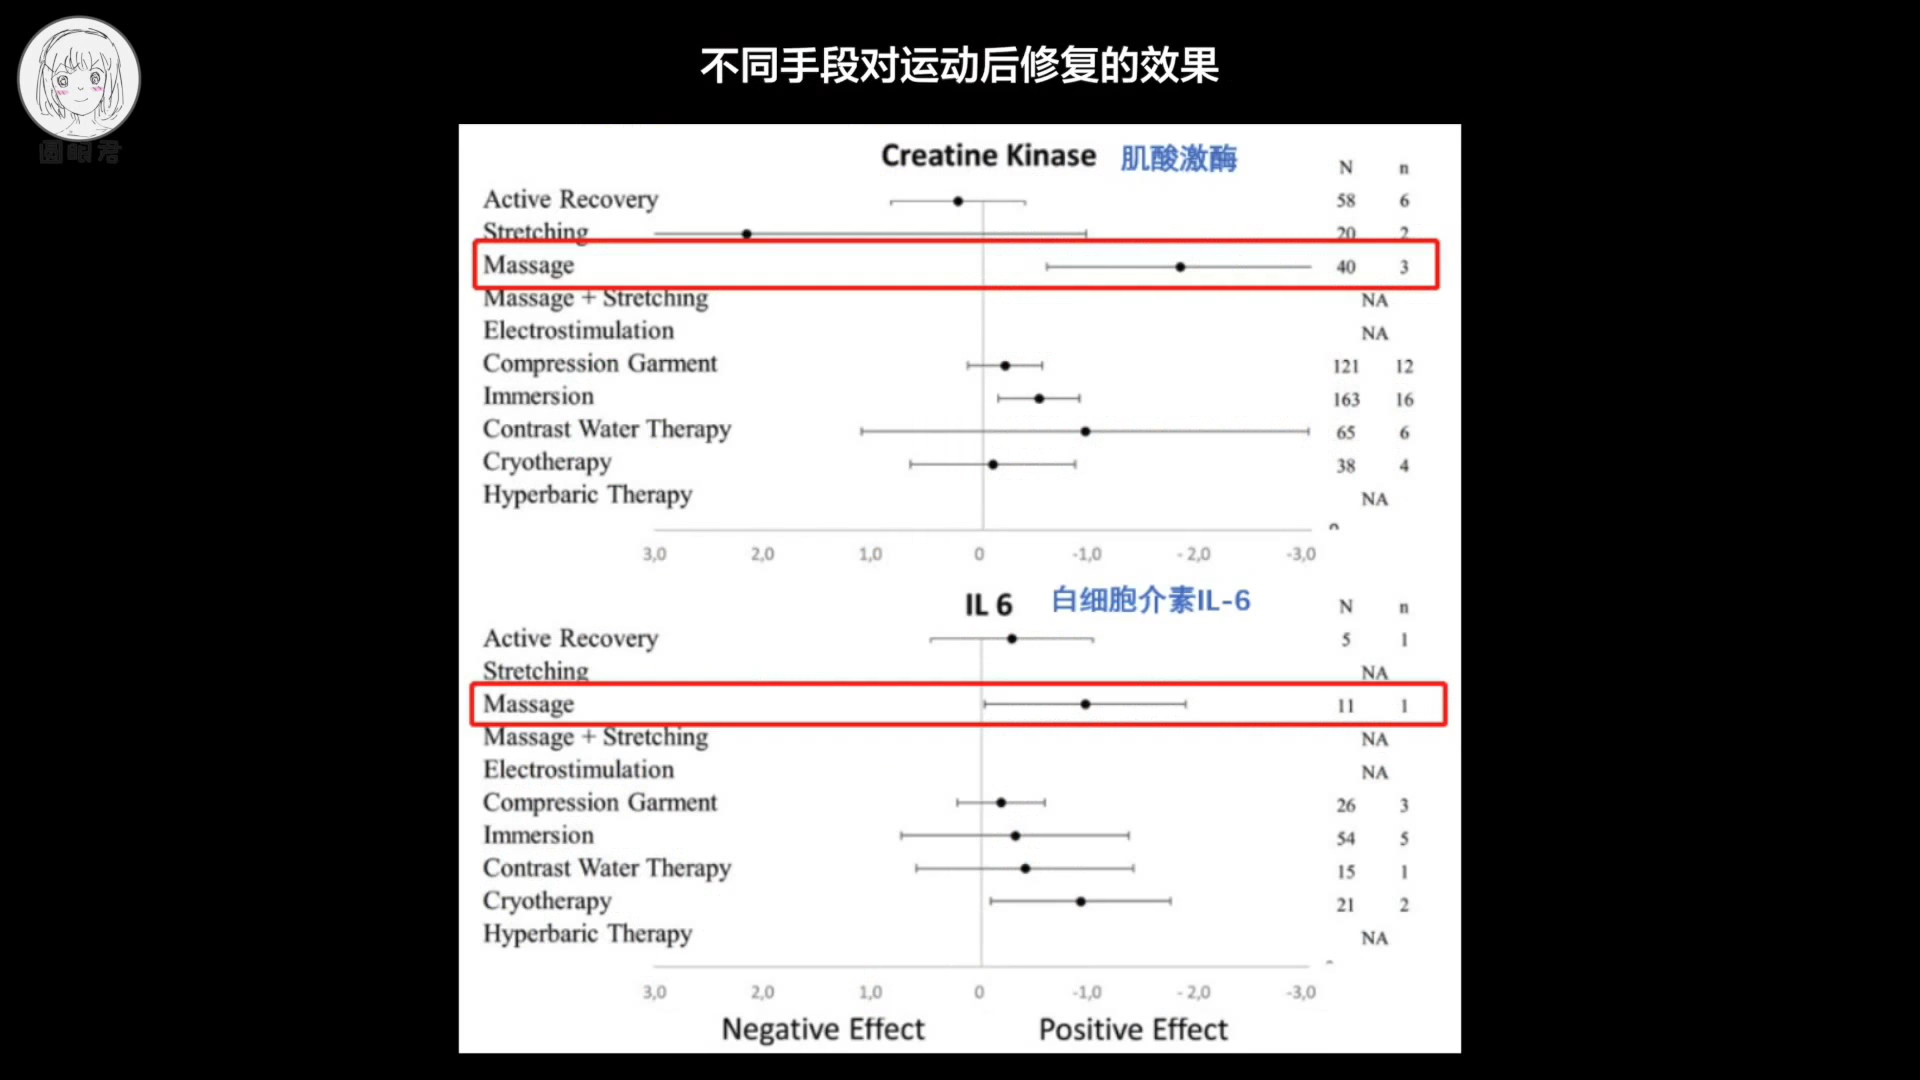 不同手段对运动后修复的效果
圆眼君
Creatine Kinase 肌酸激酶 N n
Active Recovery 58 6
Stretching 20 2
Massage 40 3
Massage + Stretching NA
Electrostimulation NA
Compression Garment 121 12
Immersion 163 16
Contrast Water Therapy 65 6
Cryotherapy 38 4
Hyperbaric Therapy NA
3,0 2,0 1,0 0 -1,0 - 2,0 -3,0
IL 6 白细胞介素IL-6 N n
Active Recovery 5 1
Stretching NA
Massage 11 1
Massage + Stretching NA
Electrostimulation NA
Compression Garment 26 3
Immersion 54 5
Contrast Water Therapy 15 1
Cryotherapy 21 2
Hyperbaric Therapy NA
3,0 2,0 1,0 0 -1,0 - 2,0 -3,0
Negative Effect Positive Effect